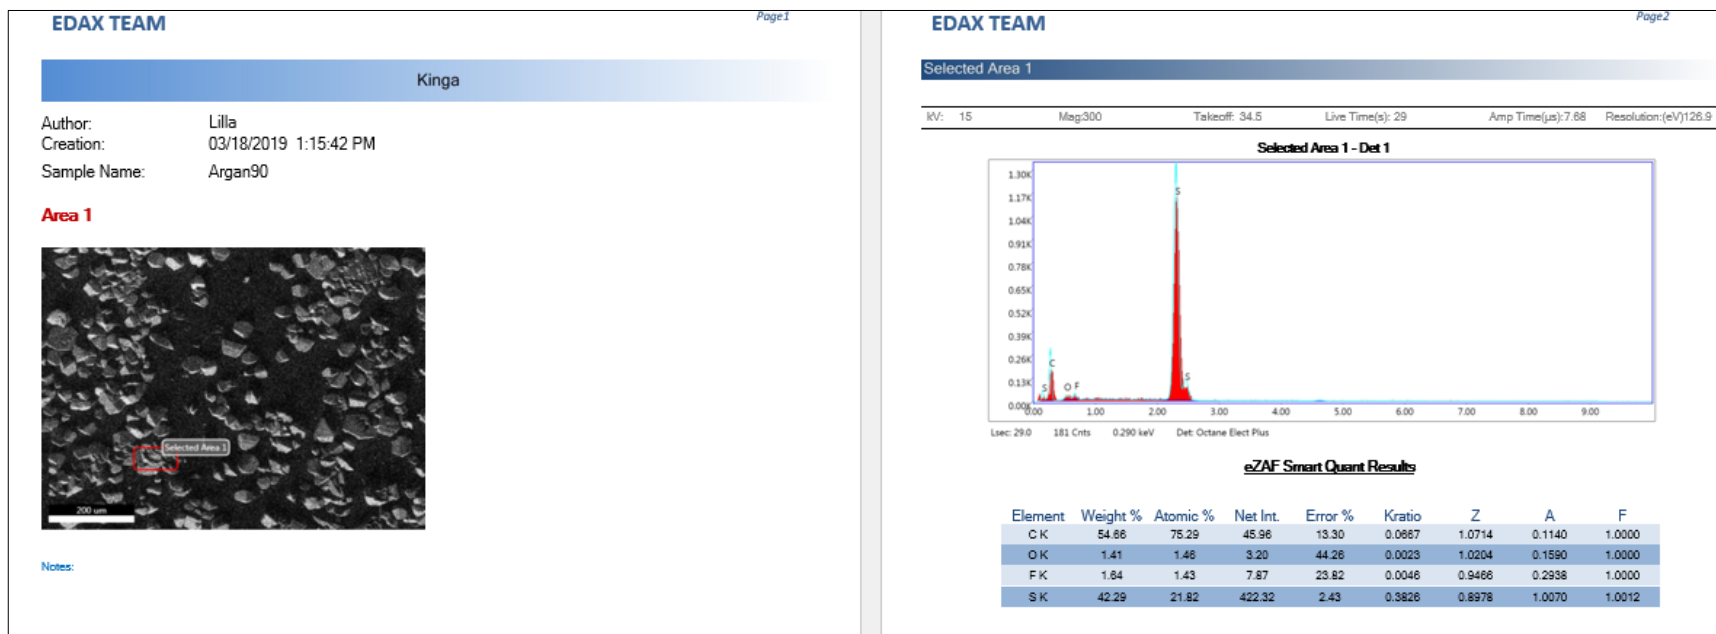 EDAX TEAM
Page1
Kinga
Author: Lilla
Creation: 03/18/2019 1:15:42 PM
Sample Name: Argan90
Area 1
Selected Area 1
200 um
Notes:
EDAX TEAM
Page2
Selected Area 1
kV: 15 Mag:300 Takeoff: 34.5 Live Time(s): 29 Amp Time(µs):7.68 Resolution:(eV)126.9
Selected Area 1 - Det 1
1.30K
1.17K
1.04K
0.91K
0.78K
0.65K
0.52K
0.39K
0.26K
0.13K
0.00K
S
C
S
O F
S
0.00 1.00 2.00 3.00 4.00 5.00 6.00 7.00 8.00 9.00
Lsec: 29.0 181 Cnts 0.290 keV Det: Octane Elect Plus
eZAF Smart Quant Results
Element Weight % Atomic % Net Int. Error % Kratio Z A F
C K 54.66 75.29 45.96 13.30 0.0667 1.0714 0.1140 1.0000
O K 1.41 1.46 3.20 44.26 0.0023 1.0204 0.1590 1.0000
F K 1.64 1.43 7.87 23.82 0.0046 0.9466 0.2938 1.0000
S K 42.29 21.82 422.32 2.43 0.3826 0.8978 1.0070 1.0012